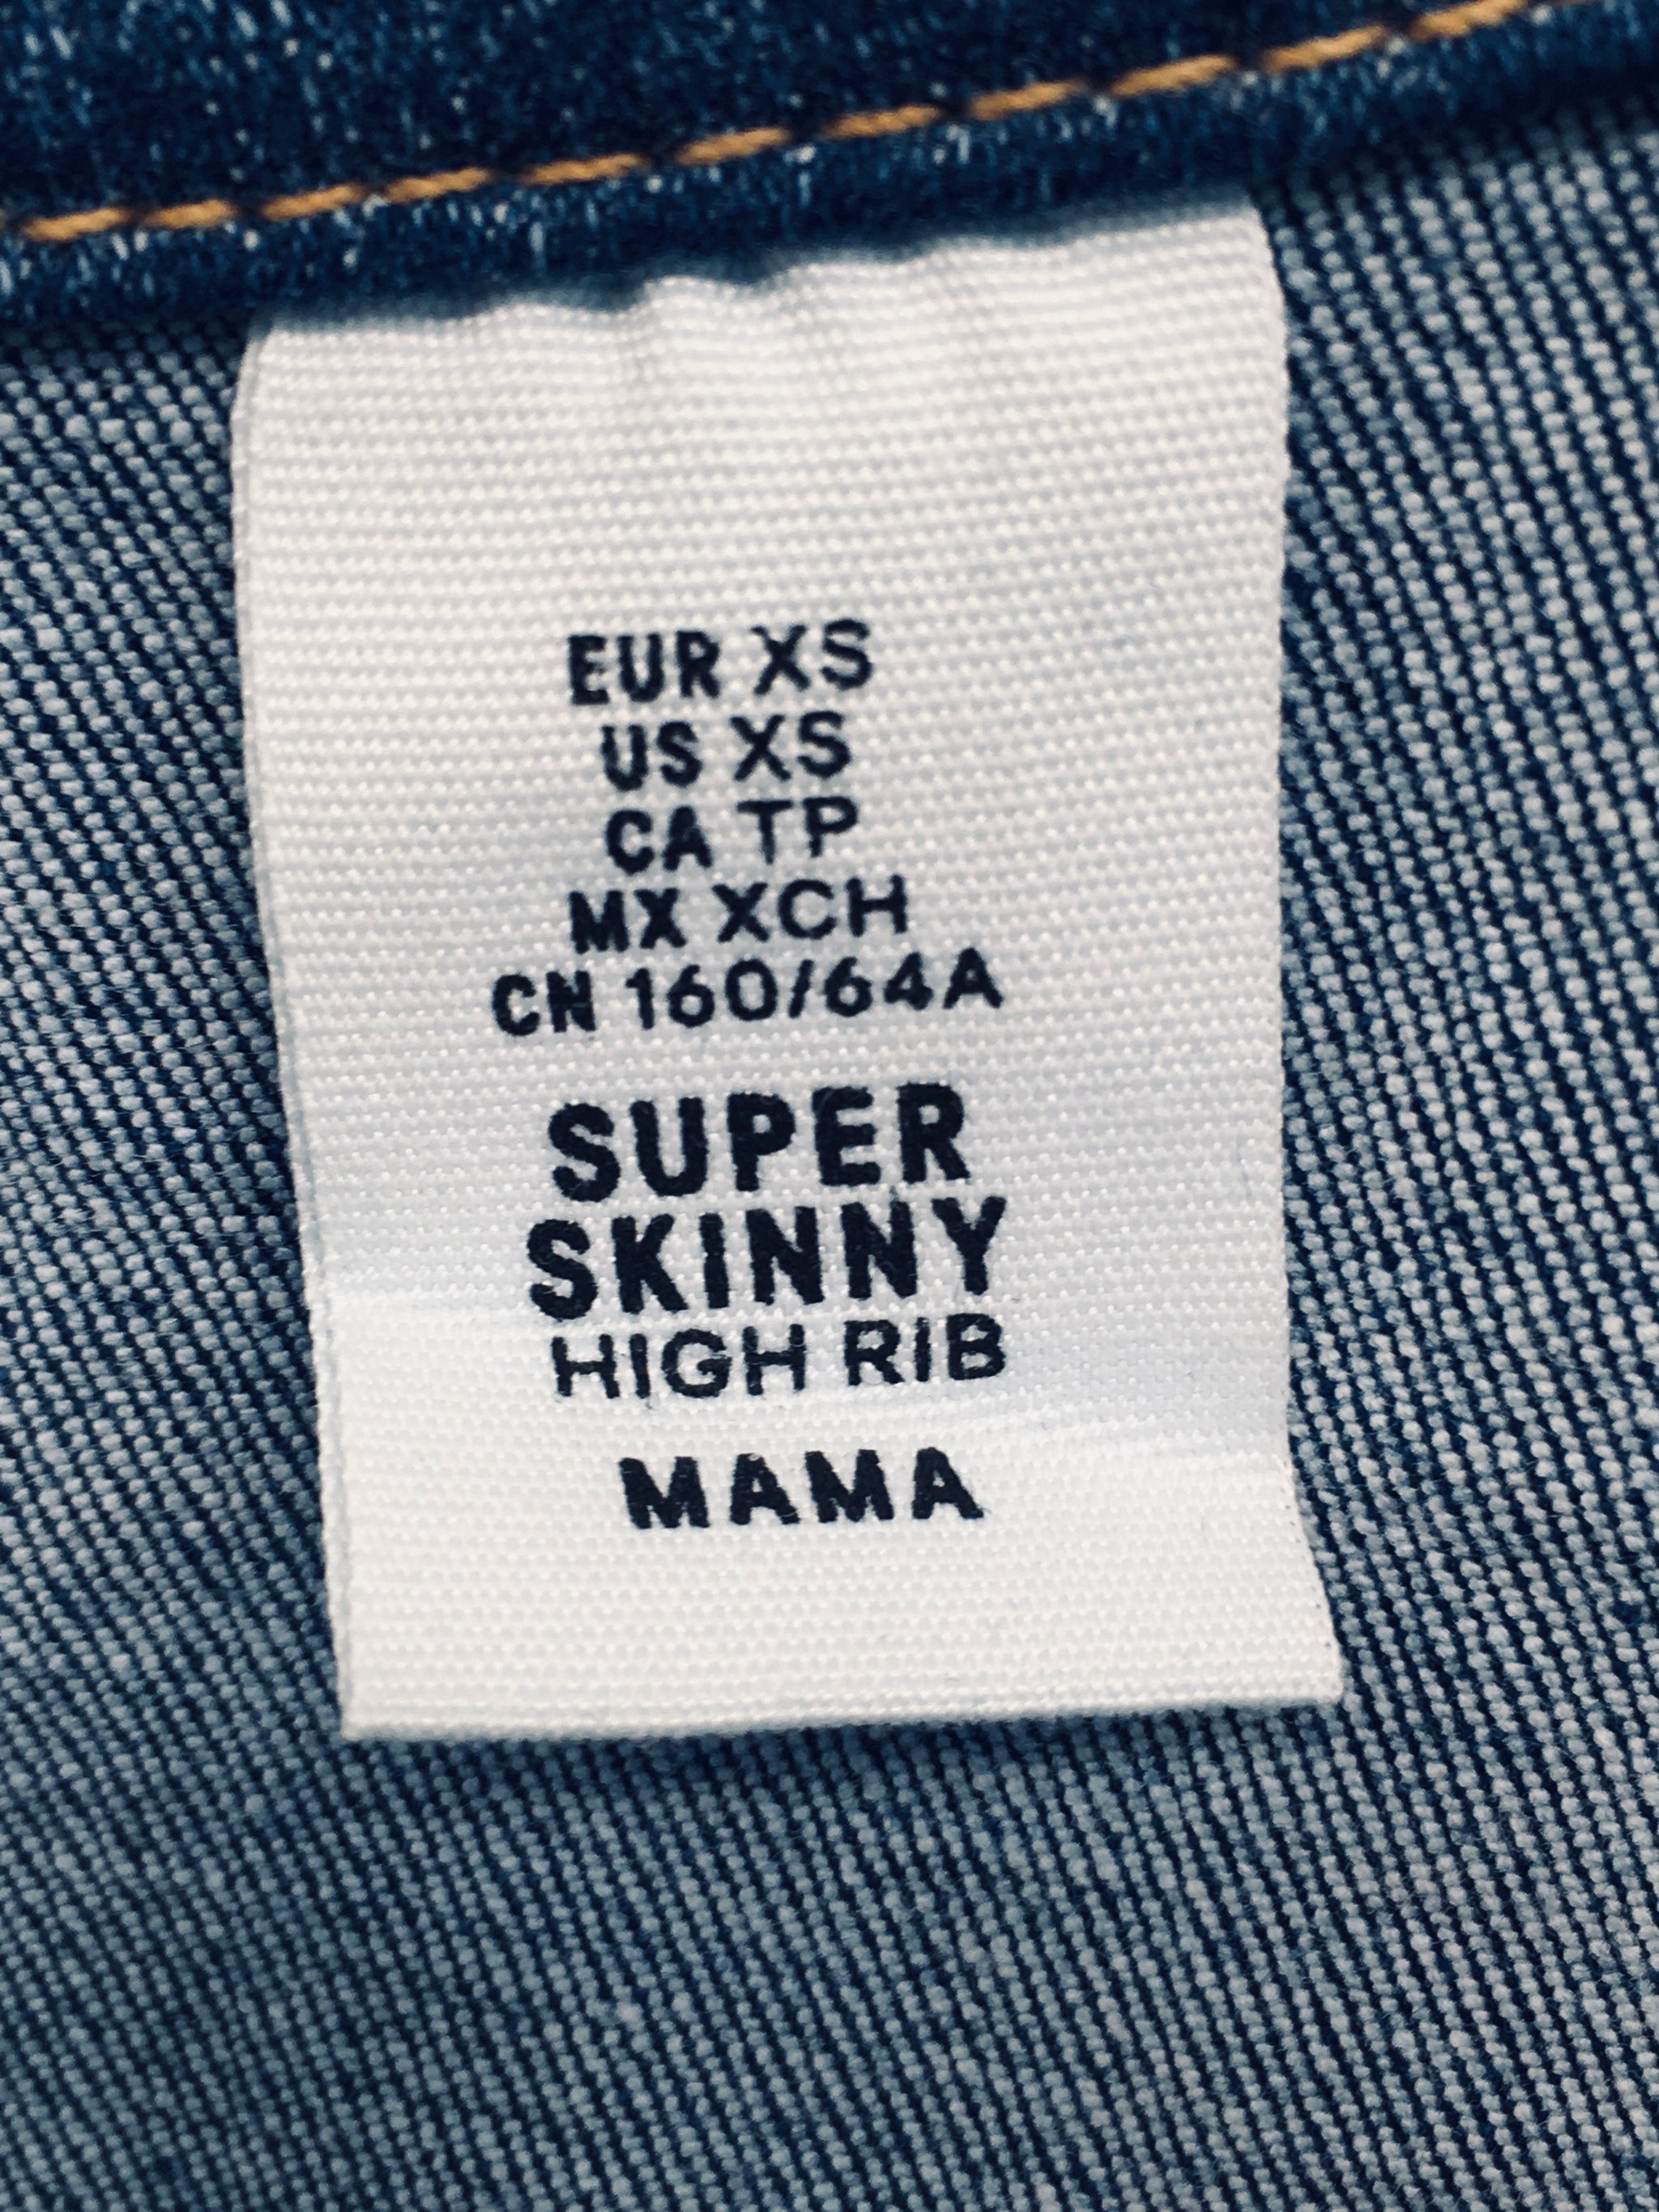 EUR XS
US XS
CA TP
MX XCH
CN 160/64A
SUPER
SKINNY
HIGH RIB
MAMA